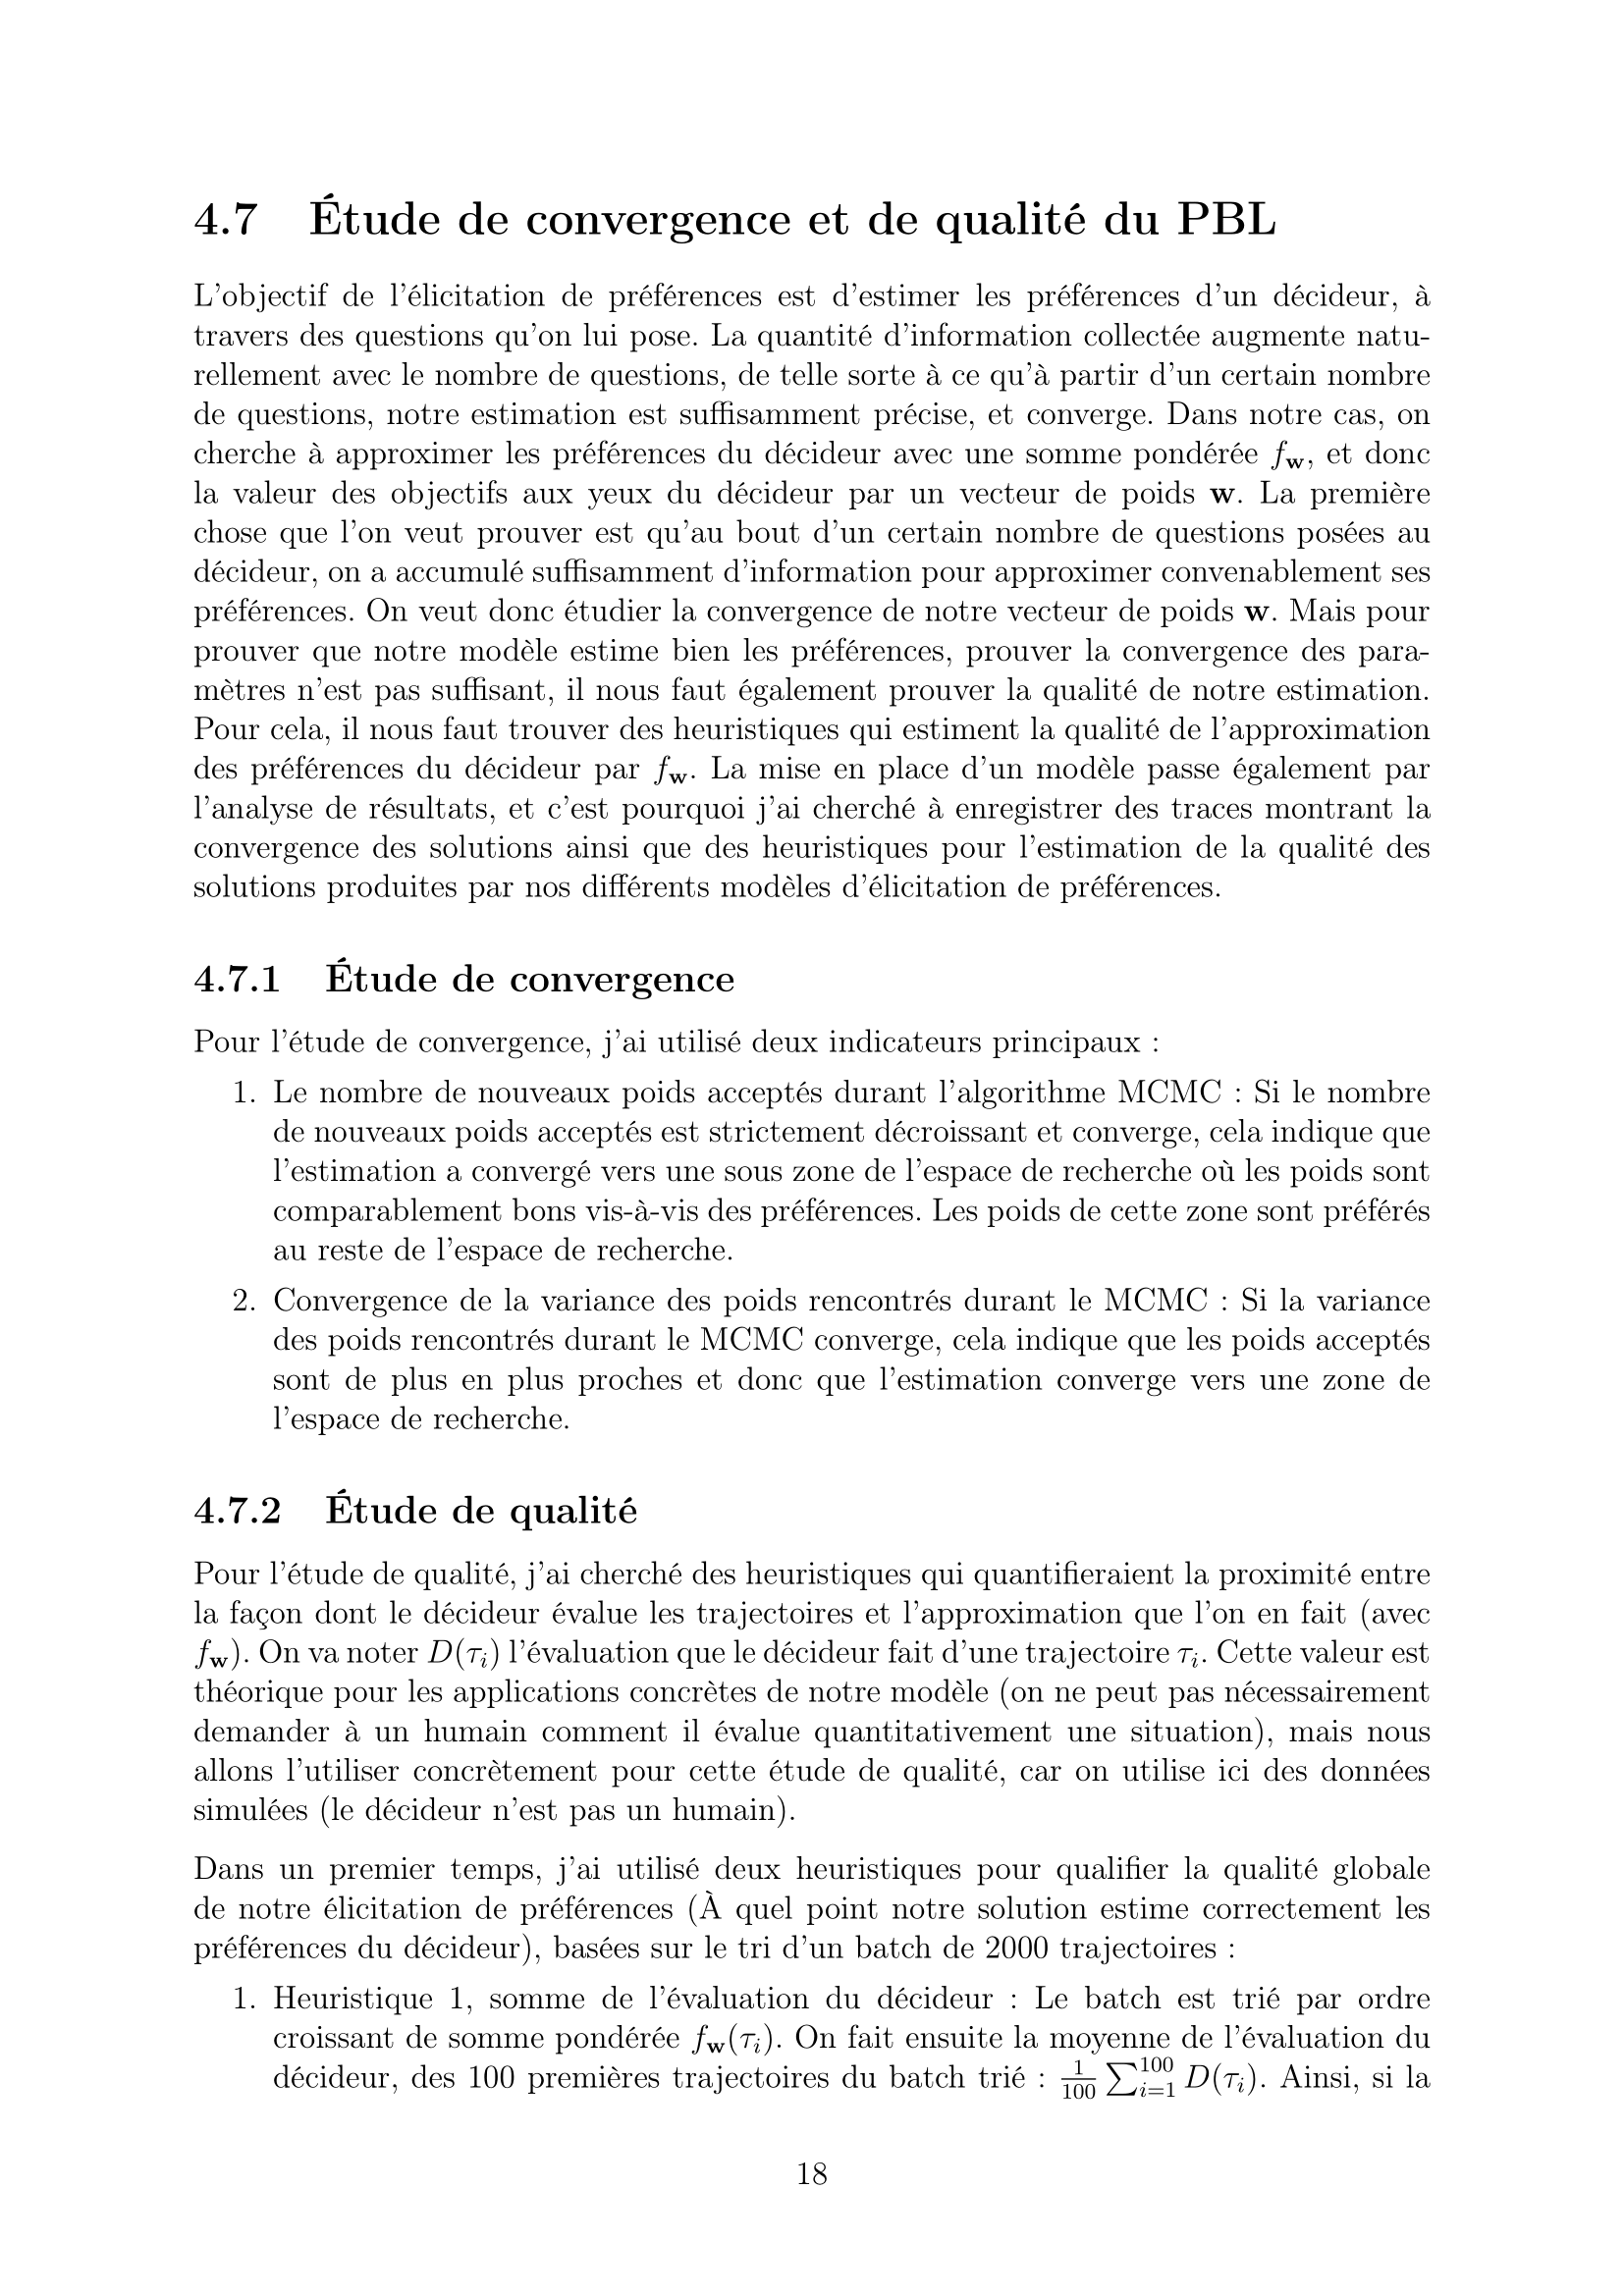 4.7 Étude de convergence et de qualité du PBL
L'objectif de l'élicitation de préférences est d'estimer les préférences d'un décideur, à
travers des questions qu'on lui pose. La quantité d'information collectée augmente natu-
rellement avec le nombre de questions, de telle sorte à ce qu'à partir d'un certain nombre
de questions, notre estimation est suffisamment précise, et converge. Dans notre cas, on
cherche à approximer les préférences du décideur avec une somme pondérée $f_{\mathbf{w}}$, et donc
la valeur des objectifs aux yeux du décideur par un vecteur de poids $\mathbf{w}$. La première
chose que l'on veut prouver est qu'au bout d'un certain nombre de questions posées au
décideur, on a accumulé suffisamment d'information pour approximer convenablement ses
préférences. On veut donc étudier la convergence de notre vecteur de poids $\mathbf{w}$. Mais pour
prouver que notre modèle estime bien les préférences, prouver la convergence des para-
mètres n'est pas suffisant, il nous faut également prouver la qualité de notre estimation.
Pour cela, il nous faut trouver des heuristiques qui estiment la qualité de l'approximation
des préférences du décideur par $f_{\mathbf{w}}$. La mise en place d'un modèle passe également par
l'analyse de résultats, et c'est pourquoi j'ai cherché à enregistrer des traces montrant la
convergence des solutions ainsi que des heuristiques pour l'estimation de la qualité des
solutions produites par nos différents modèles d'élicitation de préférences.
4.7.1 Étude de convergence
Pour l'étude de convergence, j'ai utilisé deux indicateurs principaux :
1. Le nombre de nouveaux poids acceptés durant l'algorithme MCMC : Si le nombre
de nouveaux poids acceptés est strictement décroissant et converge, cela indique que
l'estimation a convergé vers une sous zone de l'espace de recherche où les poids sont
comparablement bons vis-à-vis des préférences. Les poids de cette zone sont préférés
au reste de l'espace de recherche.
2. Convergence de la variance des poids rencontrés durant le MCMC : Si la variance
des poids rencontrés durant le MCMC converge, cela indique que les poids acceptés
sont de plus en plus proches et donc que l'estimation converge vers une zone de
l'espace de recherche.
4.7.2 Étude de qualité
Pour l'étude de qualité, j'ai cherché des heuristiques qui quantifieraient la proximité entre
la façon dont le décideur évalue les trajectoires et l'approximation que l'on en fait (avec
$f_{\mathbf{w}}$). On va noter $D(\tau_i)$ l'évaluation que le décideur fait d'une trajectoire $\tau_i$. Cette valeur est
théorique pour les applications concrètes de notre modèle (on ne peut pas nécessairement
demander à un humain comment il évalue quantitativement une situation), mais nous
allons l'utiliser concrètement pour cette étude de qualité, car on utilise ici des données
simulées (le décideur n'est pas un humain).
Dans un premier temps, j'ai utilisé deux heuristiques pour qualifier la qualité globale
de notre élicitation de préférences (À quel point notre solution estime correctement les
préférences du décideur), basées sur le tri d'un batch de 2000 trajectoires :
1. Heuristique 1, somme de l'évaluation du décideur : Le batch est trié par ordre
croissant de somme pondérée $f_{\mathbf{w}}(\tau_i)$. On fait ensuite la moyenne de l'évaluation du
décideur, des 100 premières trajectoires du batch trié : $\frac{1}{100}\sum_{i=1}^{100} D(\tau_i)$. Ainsi, si la
18